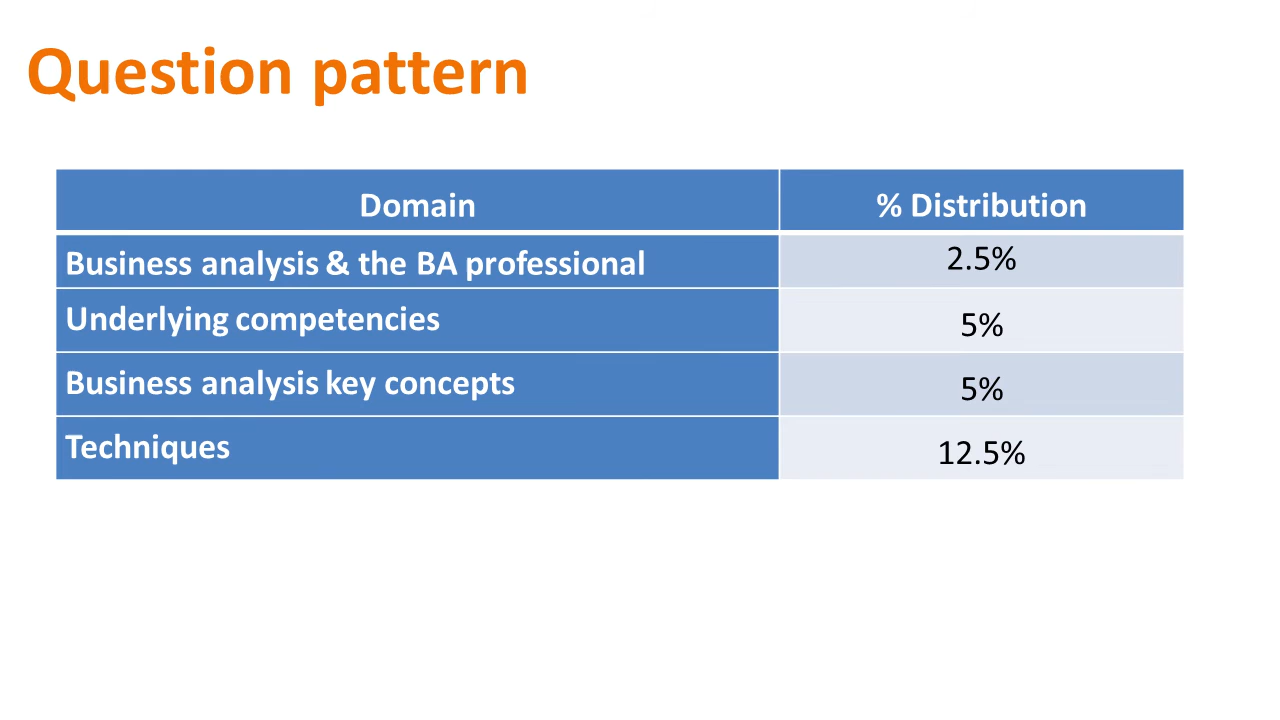 Question pattern
Domain % Distribution
Business analysis & the BA professional 2.5%
Underlying competencies 5%
Business analysis key concepts 5%
Techniques 12.5%